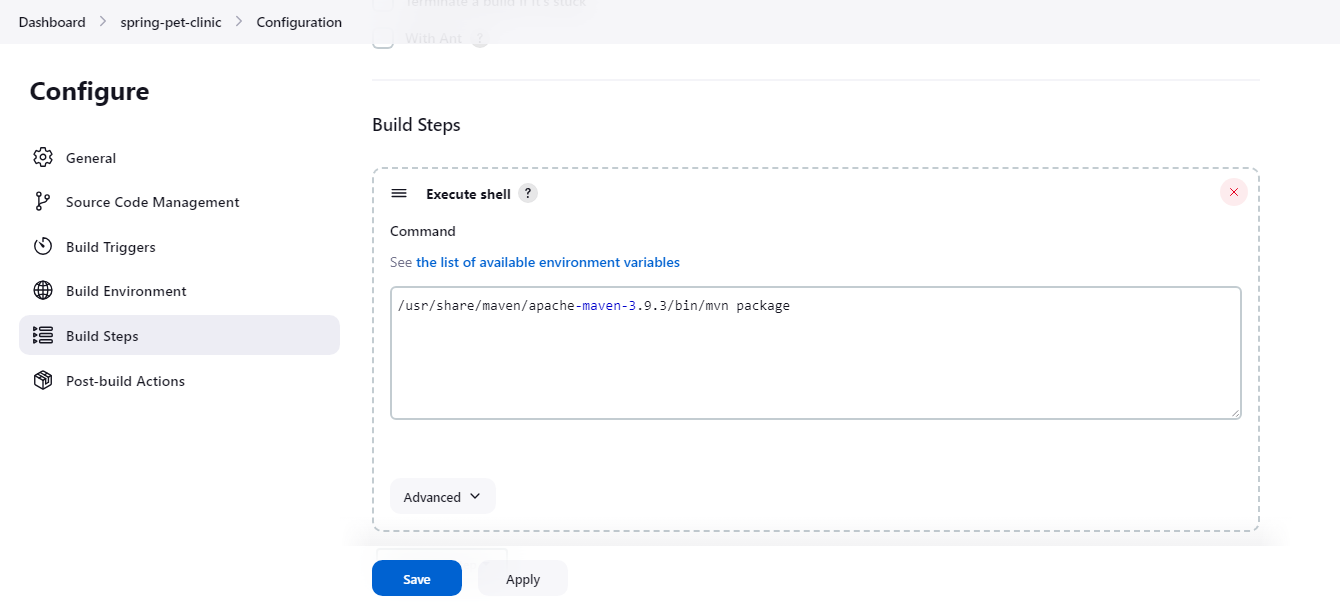 Terminate a build if it's stuck
Dashboard > spring-pet-clinic > Configuration
With Ant ?
Configure
General
Source Code Management
Build Triggers
Build Environment
Build Steps
Post-build Actions
Build Steps
Execute shell ?
Command
See the list of available environment variables
/usr/share/maven/apache-maven-3.9.3/bin/mvn package
Advanced
Save
Apply